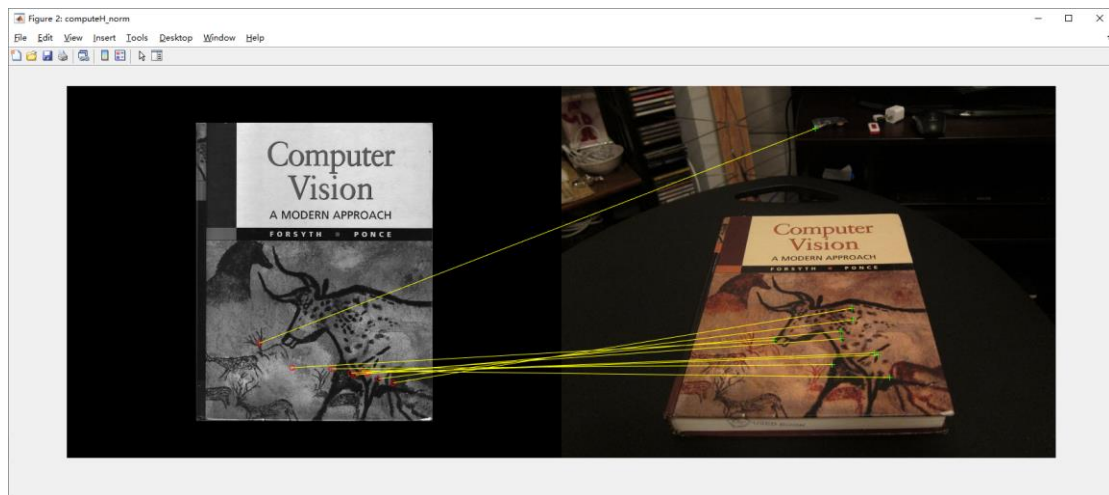 Figure 2: computeH_norm
File Edit View Insert Tools Desktop Window Help
Computer
Vision
A MODERN APPROACH
FORSYTH PONCE
Computer
Vision
A MODERN APPROACH
FORSYTH PONCE